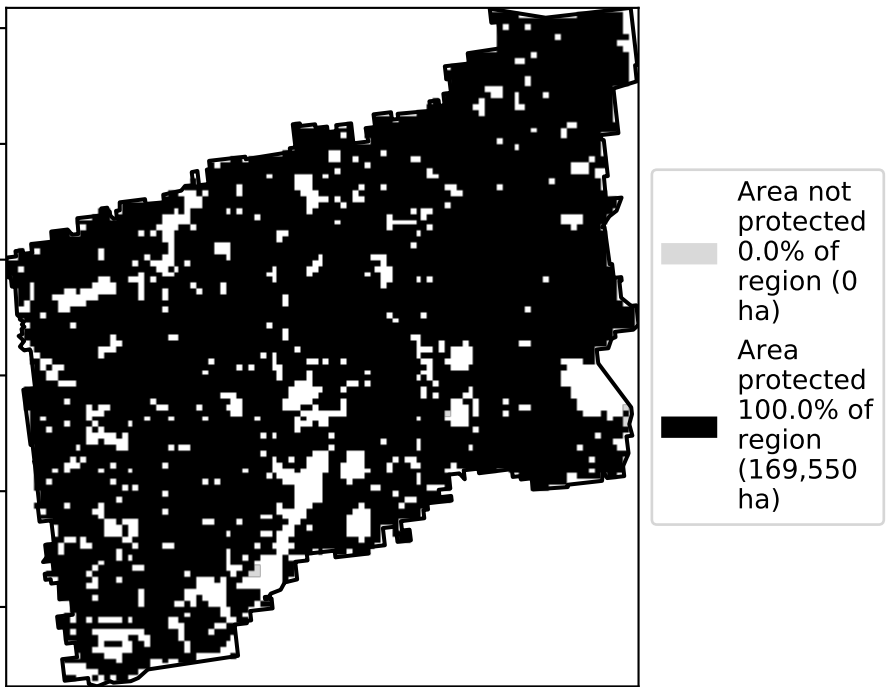 Area not
protected
0.0% of
region (0
ha)
Area
protected
100.0% of
region
(169,550
ha)